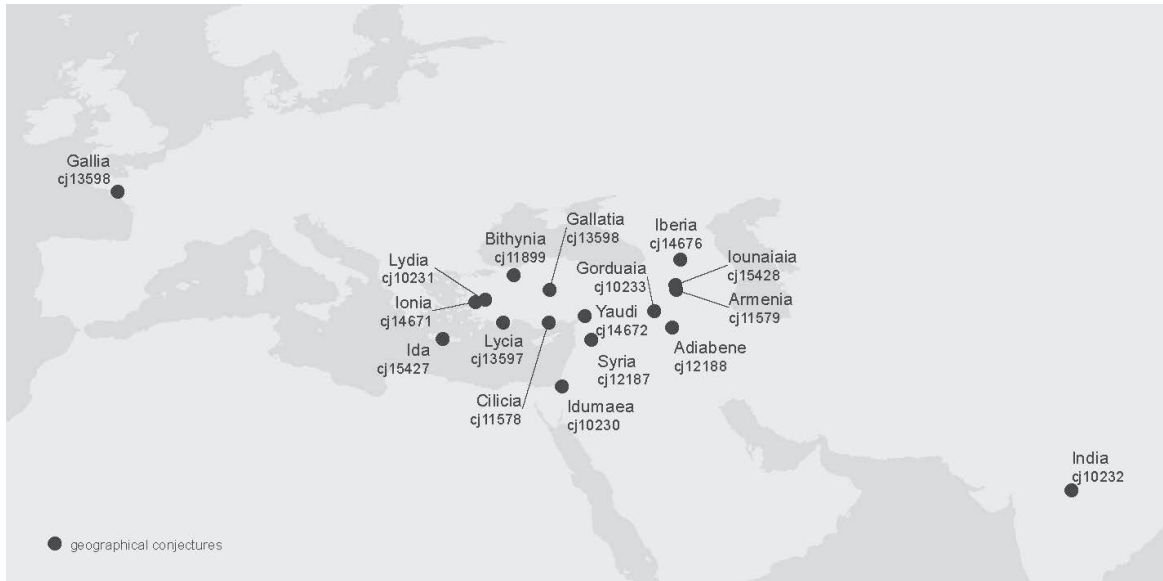 Gallia
cj13598
Gallatia
cj13598
Iberia
cj14676
Bithynia
cj11899
Lydia
cj10231
Gorduaia
cj10233
Iounaiaia
cj15428
Ionia
cj14671
Armenia
cj11579
Yaudi
cj14672
Ida
cj15427
Lycia
cj13597
Syria
cj12187
Adiabene
cj12188
Cilicia
cj11578
Idumaea
cj10230
India
cj10232
geographical conjectures